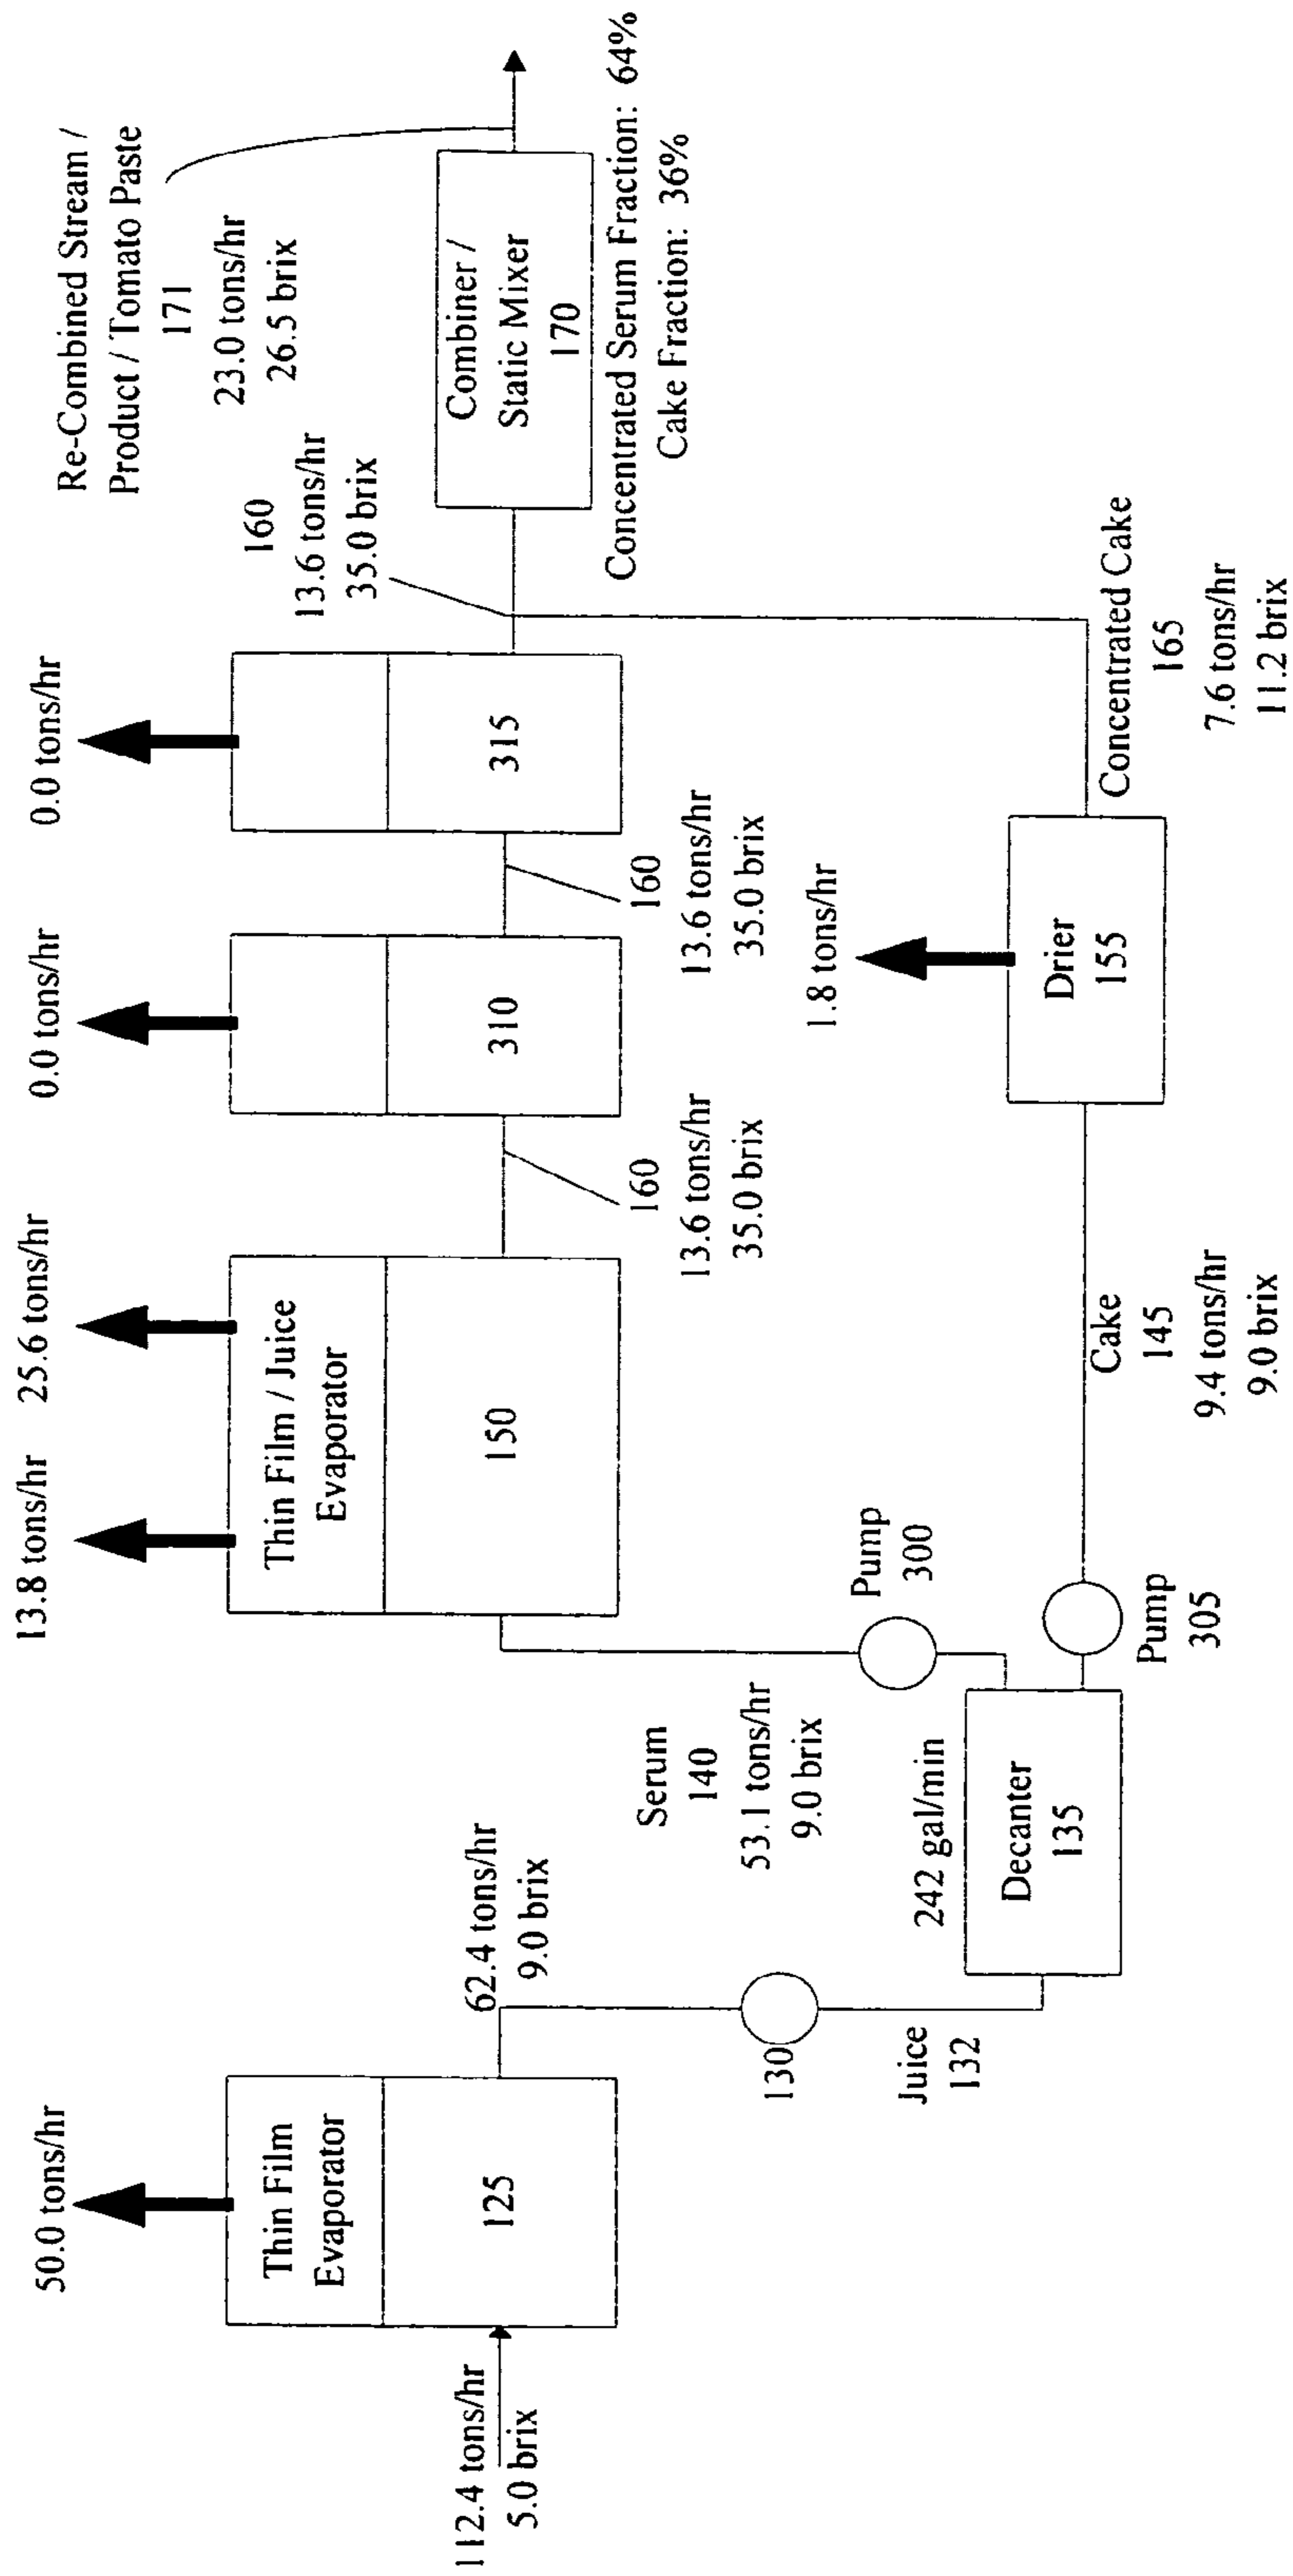 50.0 tons/hr
Thin Film
Evaporator
125
112.4 tons/hr
5.0 brix
62.4 tons/hr
9.0 brix
130
Juice
132
242 gal/min
Decanter
135
Serum
140
53.1 tons/hr
9.0 brix
Pump
300
Pump
305
13.8 tons/hr
25.6 tons/hr
Thin Film / Juice
Evaporator
150
Cake
145
9.4 tons/hr
9.0 brix
160
13.6 tons/hr
35.0 brix
0.0 tons/hr
310
160
13.6 tons/hr
35.0 brix
1.8 tons/hr
Drier
155
0.0 tons/hr
315
Concentrated Cake
165
7.6 tons/hr
11.2 brix
160
13.6 tons/hr
35.0 brix
Combiner /
Static Mixer
170
Concentrated Serum Fraction: 64%
Cake Fraction: 36%
Re-Combined Stream /
Product / Tomato Paste
171
23.0 tons/hr
26.5 brix